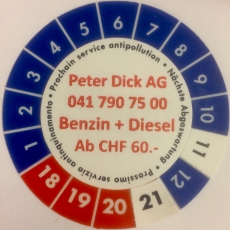 Prochain service antipollution • Nächste Abgaswartung • Prossimo servizio antinquinamento •
Peter Dick AG
041 790 75 00
Benzin + Diesel
Ab CHF 60.-
1 2 3 4 5 6 7 8 9 10 11 12
18 19 20 21